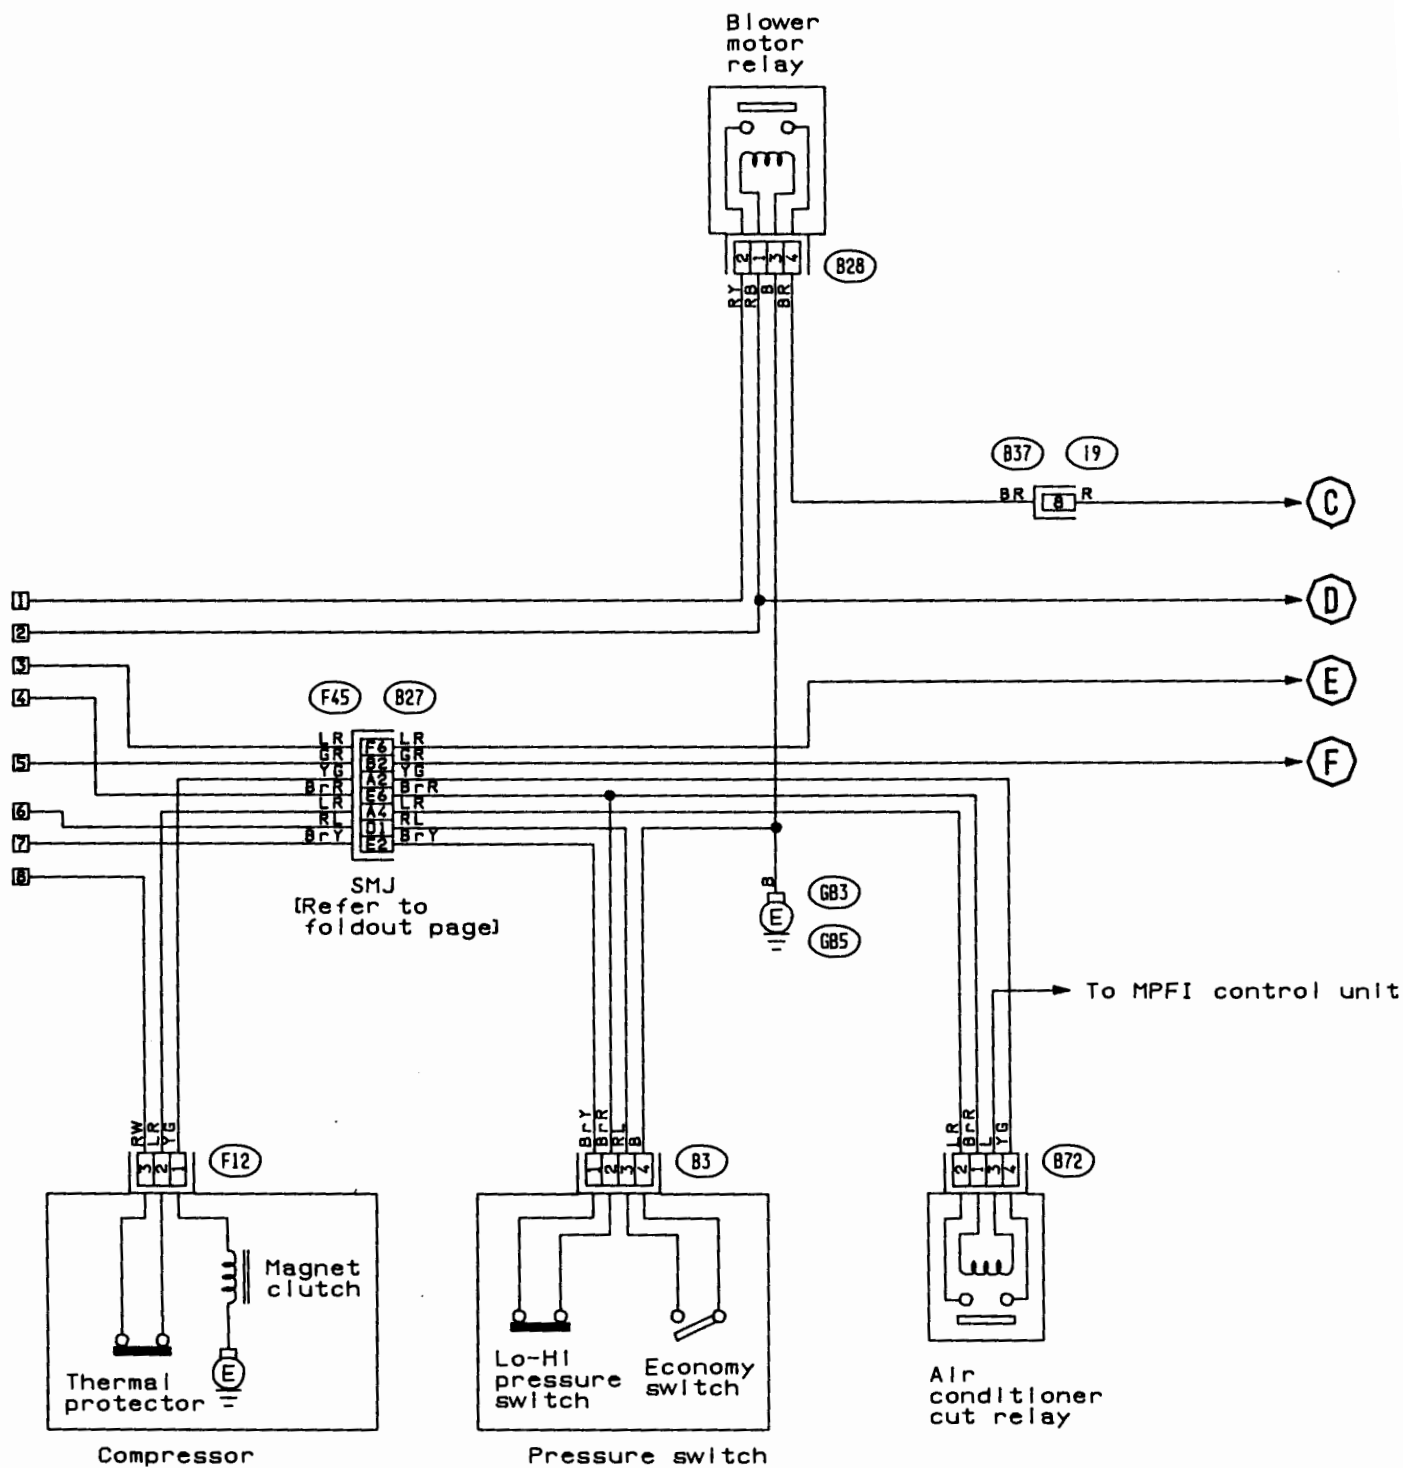 Blower
motor
relay
2 1 3 4
B28
RY RB B BR
B37 I9
BR 8 R
C
1
D
2
3
E
4
F45 B27
LR F6 LR
5 GR B2 GR
F
YG A2 YG
BrR E6 BrR
6 LR A4 LR
RL D1 RL
7 BrY E2 BrY
8
SMJ
[Refer to
foldout page]
B
GB3
E
GB5
To MPFI control unit
RW LR YG
3 2 1
F12
BrY BrR RL B
1 2 3 4
B3
LR BrR L YG
2 1 3 4
B72
Magnet
clutch
E
Thermal
protector
Compressor
Lo-Hi
pressure
switch
Economy
switch
Pressure switch
Air
conditioner
cut relay